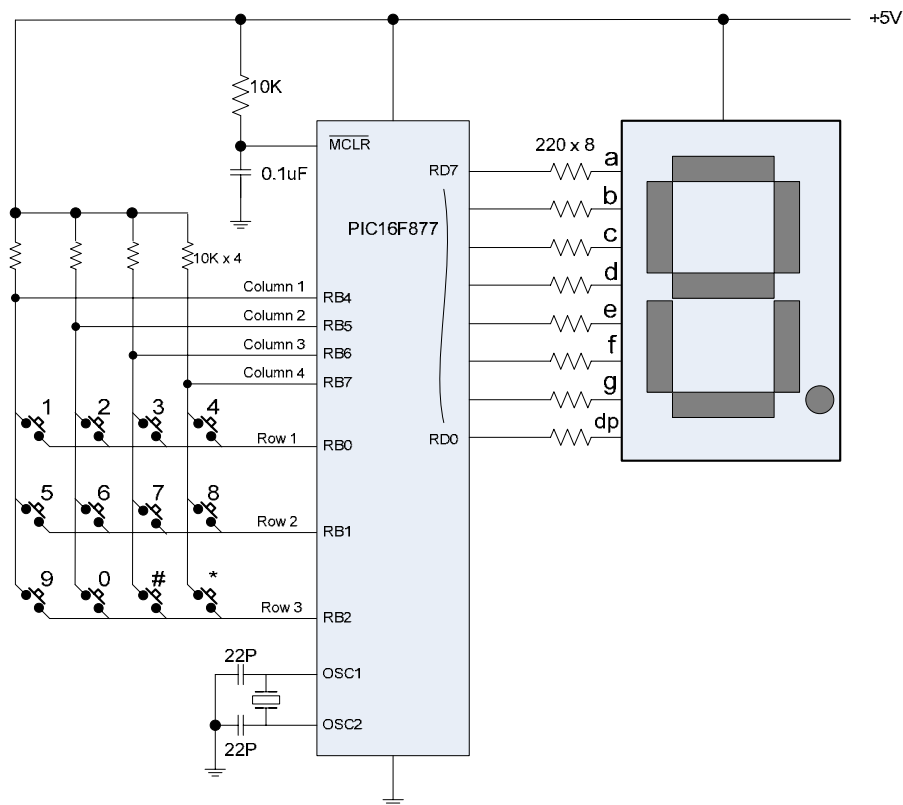 +5V
10K
MCLR
0.1uF
220 x 8
a
RD7
b
PIC16F877
c
10K x 4
d
Column 1
RB4
e
Column 2
RB5
f
Column 3
RB6
g
Column 4
RB7
dp
1 2 3 4
Row 1
RB0
RD0
5 6 7 8
Row 2
RB1
9 0 # *
Row 3
RB2
22P
OSC1
OSC2
22P